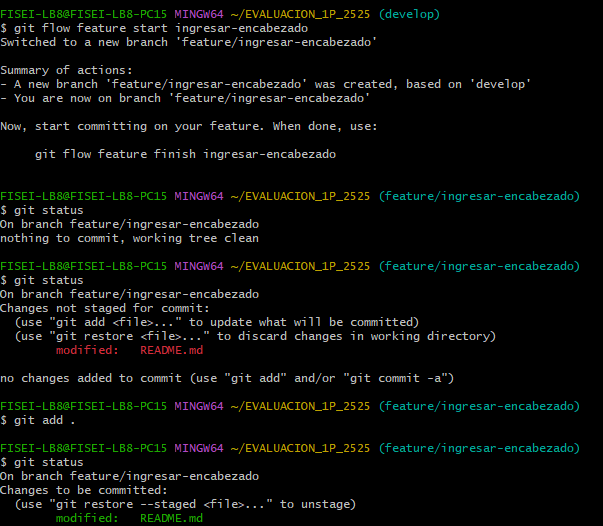 FISEI-LB8@FISEI-LB8-PC15 MINGW64 ~/EVALUACION_1P_2525 (develop)
$ git flow feature start ingresar-encabezado
Switched to a new branch 'feature/ingresar-encabezado'

Summary of actions:
- A new branch 'feature/ingresar-encabezado' was created, based on 'develop'
- You are now on branch 'feature/ingresar-encabezado'

Now, start committing on your feature. When done, use:

     git flow feature finish ingresar-encabezado

FISEI-LB8@FISEI-LB8-PC15 MINGW64 ~/EVALUACION_1P_2525 (feature/ingresar-encabezado)
$ git status
On branch feature/ingresar-encabezado
nothing to commit, working tree clean

FISEI-LB8@FISEI-LB8-PC15 MINGW64 ~/EVALUACION_1P_2525 (feature/ingresar-encabezado)
$ git status
On branch feature/ingresar-encabezado
Changes not staged for commit:
  (use "git add <file>..." to update what will be committed)
  (use "git restore <file>..." to discard changes in working directory)
        modified:   README.md

no changes added to commit (use "git add" and/or "git commit -a")

FISEI-LB8@FISEI-LB8-PC15 MINGW64 ~/EVALUACION_1P_2525 (feature/ingresar-encabezado)
$ git add .

FISEI-LB8@FISEI-LB8-PC15 MINGW64 ~/EVALUACION_1P_2525 (feature/ingresar-encabezado)
$ git status
On branch feature/ingresar-encabezado
Changes to be committed:
  (use "git restore --staged <file>..." to unstage)
        modified:   README.md